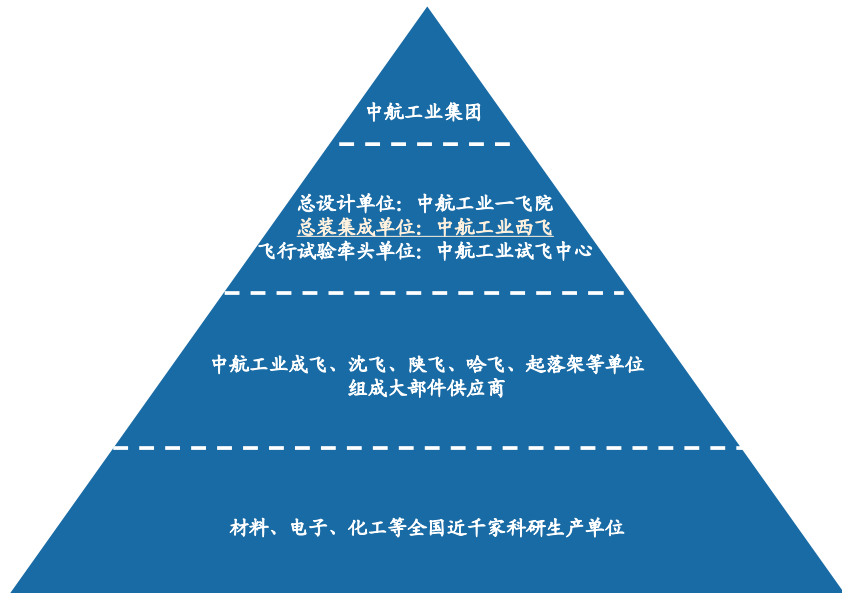 中航工业集团
总设计单位：中航工业一飞院
总装集成单位：中航工业西飞
飞行试验牵头单位：中航工业试飞中心
中航工业成飞、沈飞、陕飞、哈飞、起落架等单位
组成大部件供应商
材料、电子、化工等全国近千家科研生产单位